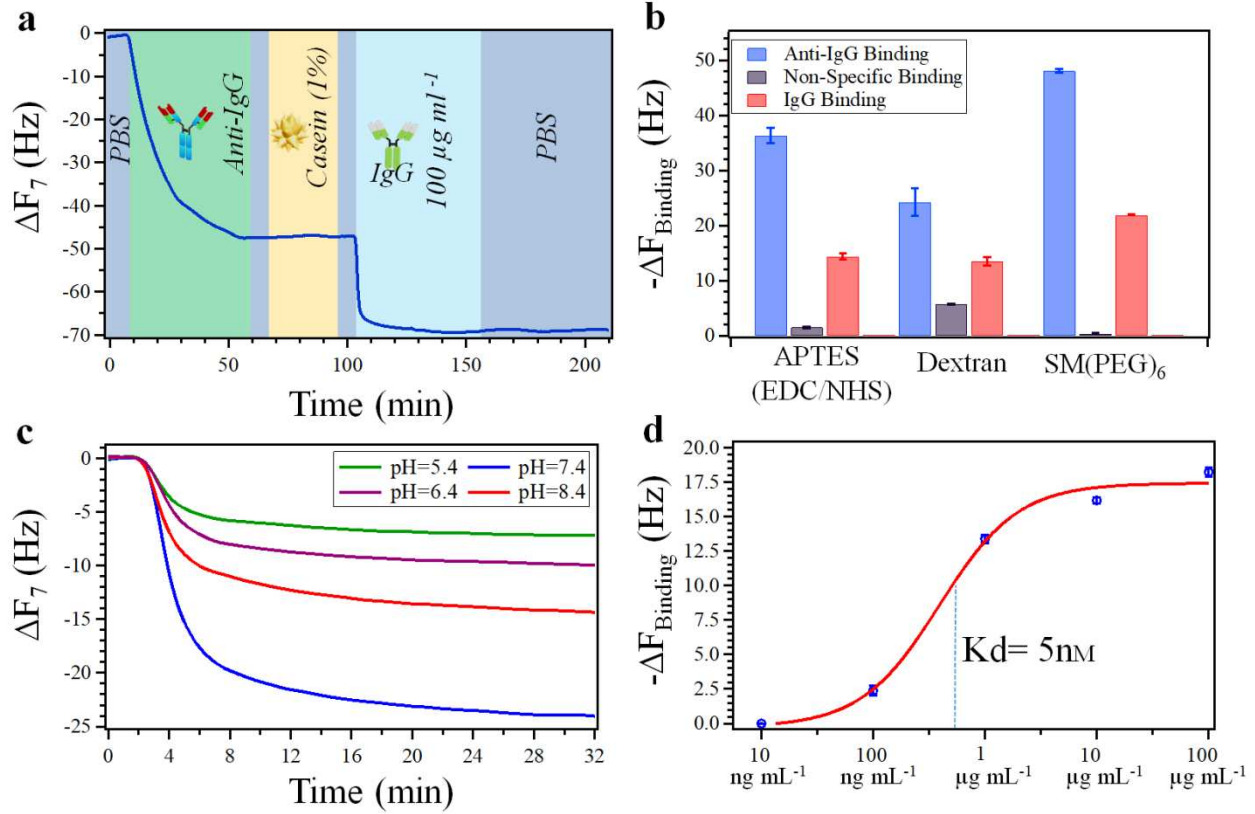 a
ΔF₇ (Hz)
0
-10
-20
-30
-40
-50
-60
-70
PBS
Anti-IgG
Casein (1%)
IgG
100 µg ml⁻¹
PBS
0
50
100
150
200
Time (min)
b
-ΔF_Binding (Hz)
50
40
30
20
10
0
Anti-IgG Binding
Non-Specific Binding
IgG Binding
APTES
(EDC/NHS)
Dextran
SM(PEG)₆
c
ΔF₇ (Hz)
0
-5
-10
-15
-20
-25
pH=5.4 pH=7.4
pH=6.4 pH=8.4
0 4 8 12 16 20 24 28 32
Time (min)
d
-ΔF_Binding (Hz)
20.0
17.5
15.0
12.5
10.0
7.5
5.0
2.5
0.0
Kd= 5nM
10 100 1 10 100
ng mL⁻¹ ng mL⁻¹ µg mL⁻¹ µg mL⁻¹ µg mL⁻¹